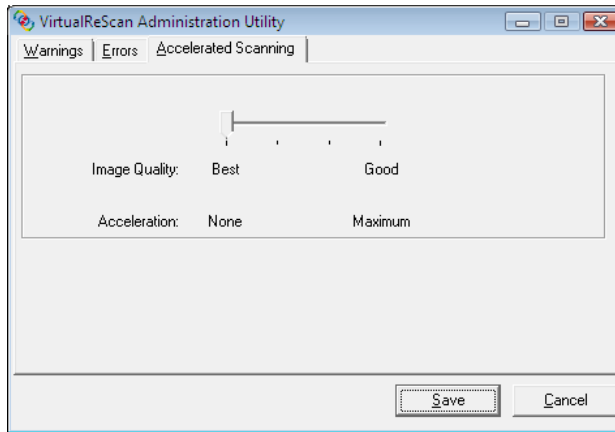 VirtualReScan Administration Utility
Warnings Errors Accelerated Scanning
Image Quality: Best Good
Acceleration: None Maximum
Save Cancel